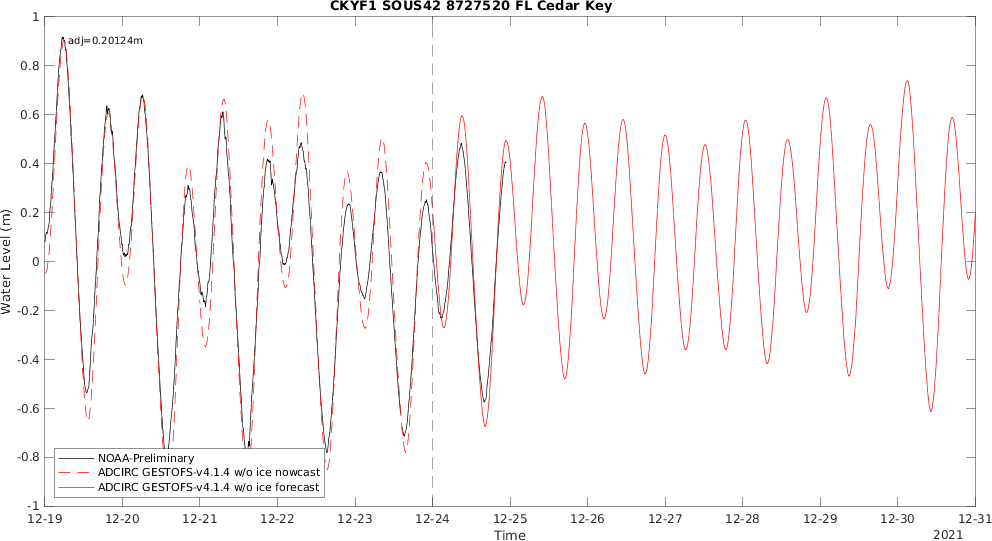 CKYF1 SOUS42 8727520 FL Cedar Key
adj=0.20124m
Water Level (m)
1
0.8
0.6
0.4
0.2
0
-0.2
-0.4
-0.6
-0.8
-1
NOAA-Preliminary
ADCIRC GESTOFS-v4.1.4 w/o ice nowcast
ADCIRC GESTOFS-v4.1.4 w/o ice forecast
12-19 12-20 12-21 12-22 12-23 12-24 12-25 12-26 12-27 12-28 12-29 12-30 12-31
Time
2021